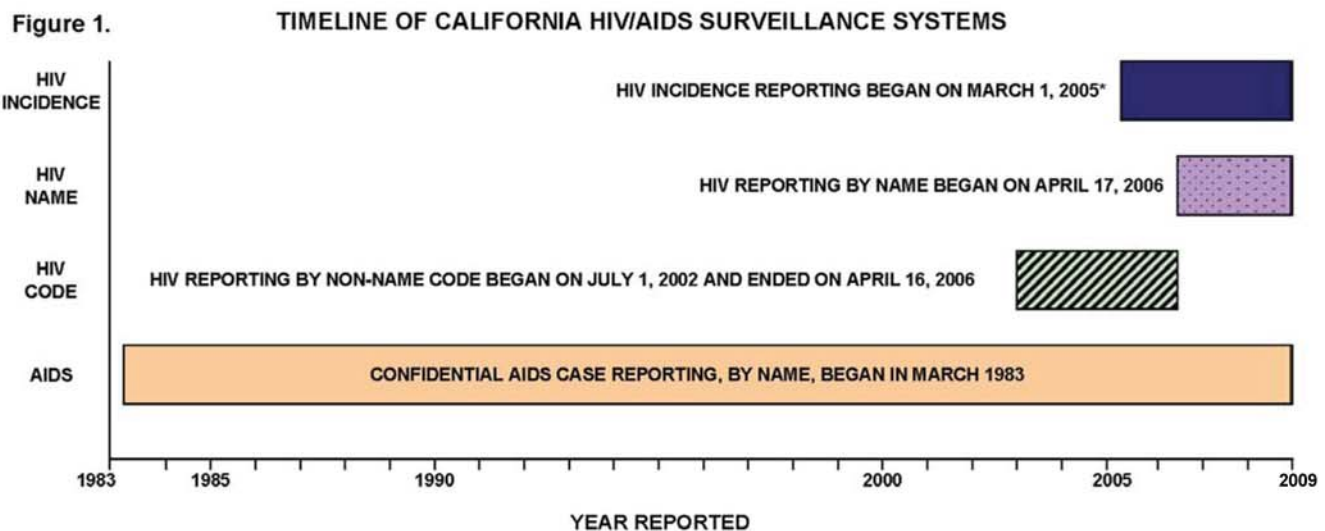 Figure 1. TIMELINE OF CALIFORNIA HIV/AIDS SURVEILLANCE SYSTEMS
HIV
INCIDENCE
HIV INCIDENCE REPORTING BEGAN ON MARCH 1, 2005*
HIV
NAME
HIV REPORTING BY NAME BEGAN ON APRIL 17, 2006
HIV
CODE
HIV REPORTING BY NON-NAME CODE BEGAN ON JULY 1, 2002 AND ENDED ON APRIL 16, 2006
AIDS
CONFIDENTIAL AIDS CASE REPORTING, BY NAME, BEGAN IN MARCH 1983
1983 1985 1990 2000 2005 2009
YEAR REPORTED